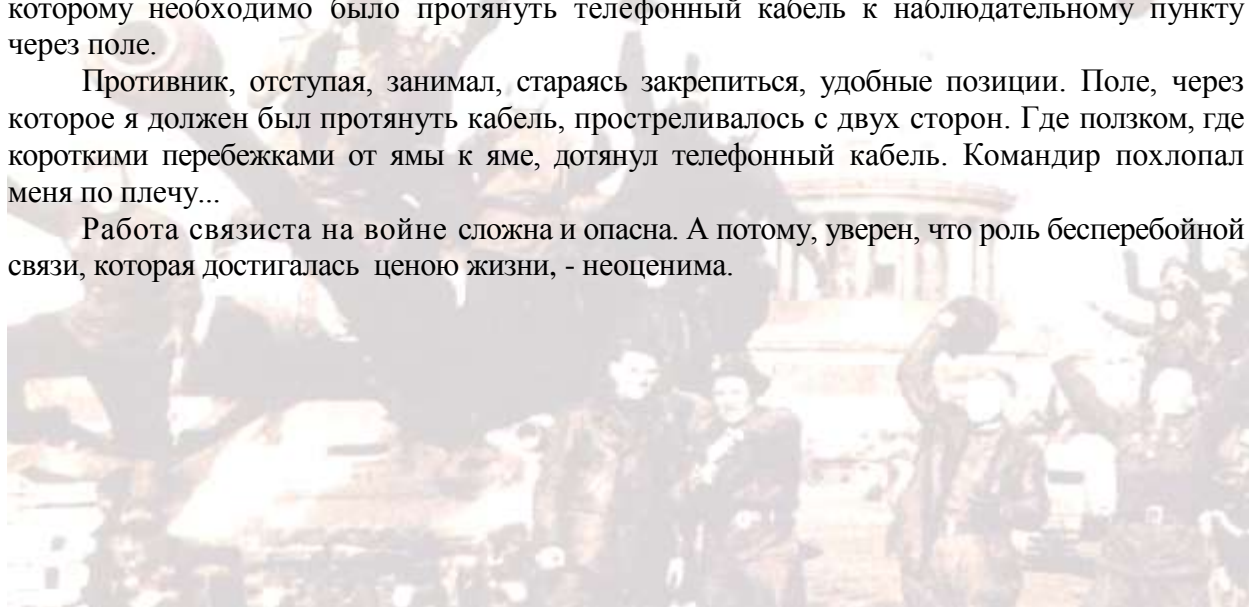 которому необходимо было протянуть телефонный кабель к наблюдательному пункту
через поле.
Противник, отступая, занимал, стараясь закрепиться, удобные позиции. Поле, через
которое я должен был протянуть кабель, простреливалось с двух сторон. Где ползком, где
короткими перебежками от ямы к яме, дотянул телефонный кабель. Командир похлопал
меня по плечу...
Работа связиста на войне сложна и опасна. А потому, уверен, что роль бесперебойной
связи, которая достигалась ценою жизни, - неоценима.